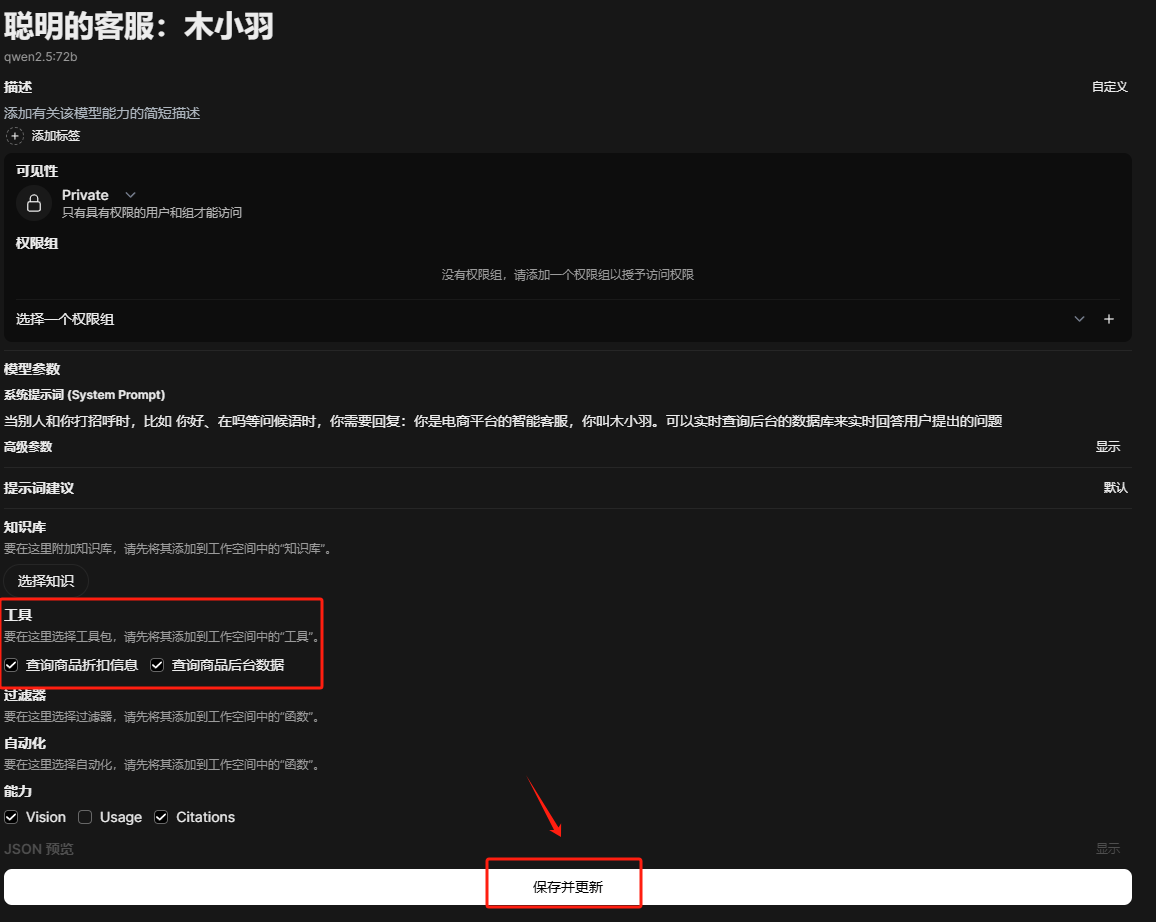 聪明的客服：木小羽
qwen2.5:72b
描述
自定义
添加有关该模型能力的简短描述
添加标签
可见性
Private
只有具有权限的用户和组才能访问
权限组
没有权限组，请添加一个权限组以授予访问权限
选择一个权限组
模型参数
系统提示词 (System Prompt)
当别人和你打招呼时，比如 你好、在吗等问候语时，你需要回复：你是电商平台的智能客服，你叫木小羽。可以实时查询后台的数据库来实时回答用户提出的问题
高级参数
显示
提示词建议
默认
知识库
要在这里附加知识库，请先将其添加到工作空间中的“知识库”。
选择知识
工具
要在这里选择工具包，请先将其添加到工作空间中的“工具”。
查询商品折扣信息 查询商品后台数据
过滤器
要在这里选择过滤器，请先将其添加到工作空间中的“函数”。
自动化
要在这里选择自动化，请先将其添加到工作空间中的“函数”。
能力
Vision Usage Citations
JSON 预览
显示
保存并更新